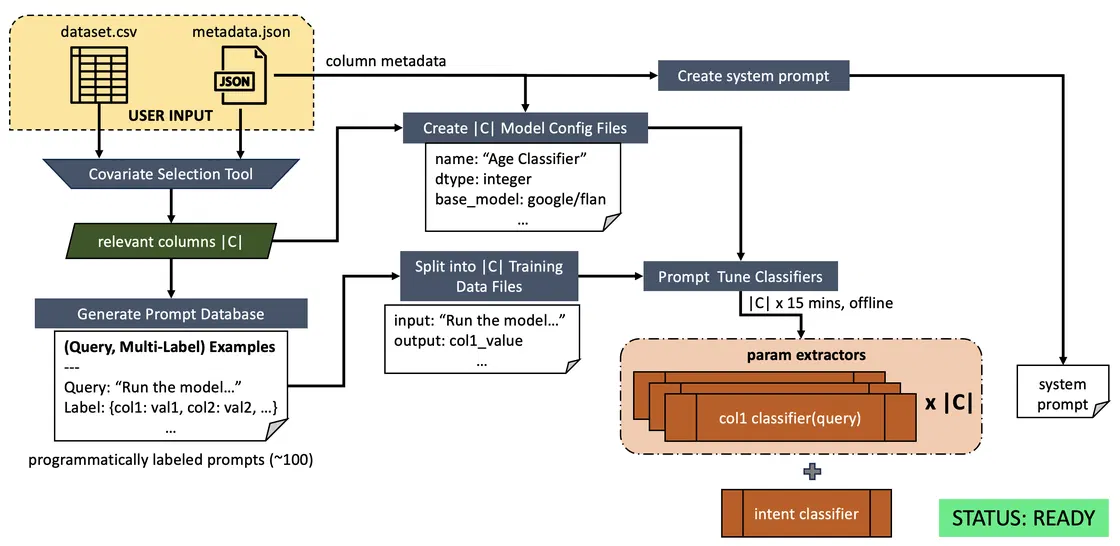 dataset.csv
metadata.json
JSON
USER INPUT
column metadata
Create system prompt
Covariate Selection Tool
Create |C| Model Config Files
name: “Age Classifier”
dtype: integer
base_model: google/flan
...
relevant columns |C|
Generate Prompt Database
(Query, Multi-Label) Examples
---
Query: “Run the model…”
Label: {col1: val1, col2: val2, …}
...
programmatically labeled prompts (~100)
Split into |C| Training
Data Files
input: “Run the model…”
output: col1_value
...
Prompt Tune Classifiers
|C| x 15 mins, offline
param extractors
col1 classifier(query)
x |C|
intent classifier
system
prompt
STATUS: READY